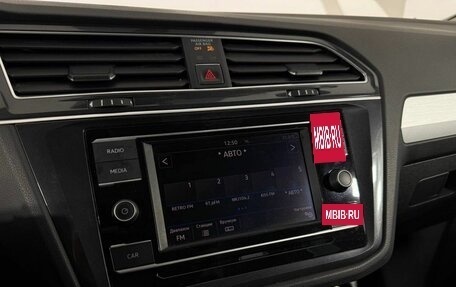 PASSENGER
AIR BAG
OFF
RADIO
MEDIA
CAR
12:50
* АВТО *
1 2 3 4 5 * АВТО *
RETRO FM
Диапазон Станции Вручную
FM
MBIB.RU
MBIB.RU